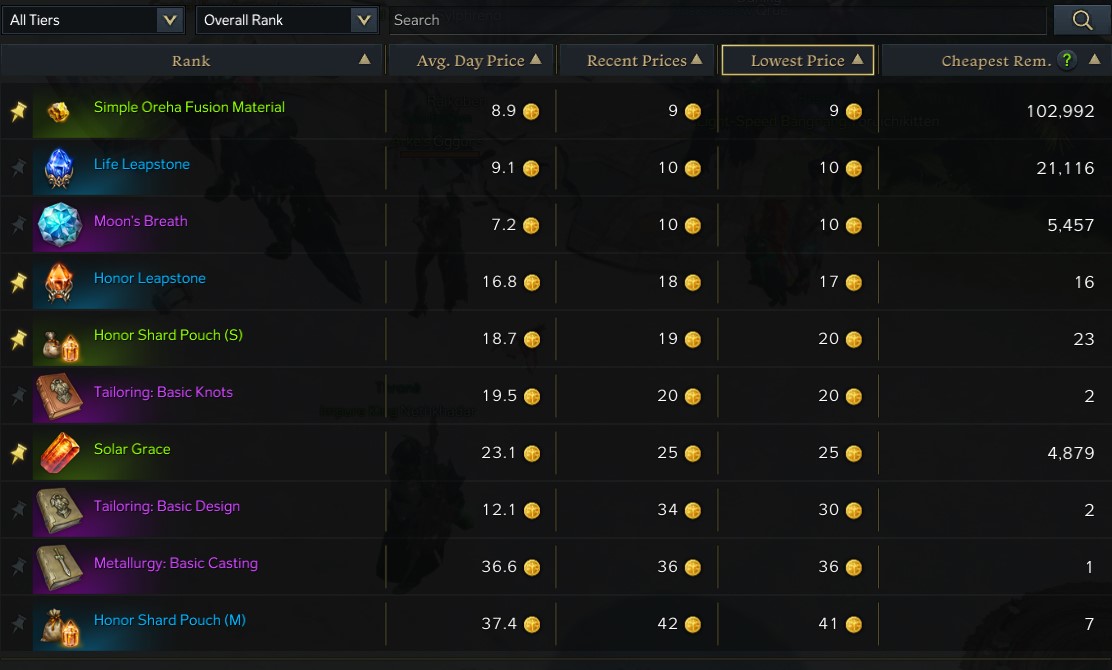 All Tiers Overall Rank Search
Rank Avg. Day Price Recent Prices Lowest Price Cheapest Rem. ?
Simple Oreha Fusion Material 8.9 9 9 102,992
Life Leapstone 9.1 10 10 21,116
Moon's Breath 7.2 10 10 5,457
Honor Leapstone 16.8 18 17 16
Honor Shard Pouch (S) 18.7 19 20 23
Tailoring: Basic Knots 19.5 20 20 2
Solar Grace 23.1 25 25 4,879
Tailoring: Basic Design 12.1 34 30 2
Metallurgy: Basic Casting 36.6 36 36 1
Honor Shard Pouch (M) 37.4 42 41 7